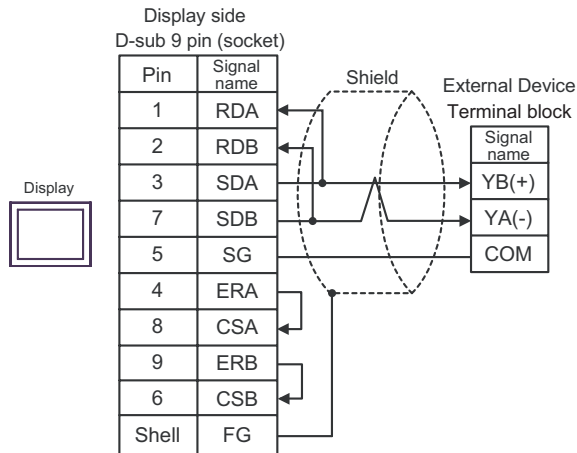 Display side
D-sub 9 pin (socket)
Pin
Signal
name
1
RDA
2
RDB
3
SDA
7
SDB
5
SG
4
ERA
8
CSA
9
ERB
6
CSB
Shell
FG
Display
Shield
External Device
Terminal block
Signal
name
YB(+)
YA(-)
COM